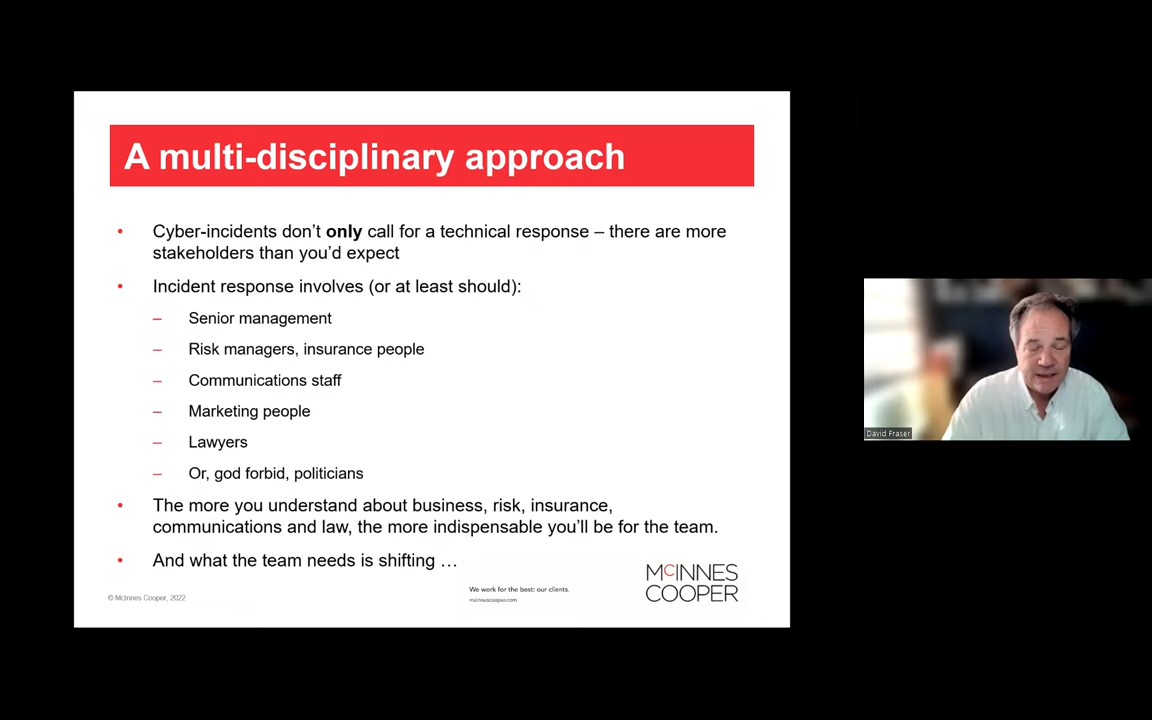 A multi-disciplinary approach
• Cyber-incidents don’t only call for a technical response – there are more
stakeholders than you’d expect
• Incident response involves (or at least should):
– Senior management
– Risk managers, insurance people
– Communications staff
– Marketing people
– Lawyers
– Or, god forbid, politicians
• The more you understand about business, risk, insurance,
communications and law, the more indispensable you’ll be for the team.
• And what the team needs is shifting …
© McInnes Cooper, 2022
We work for the best: our clients.
mcinnescooper.com
McINNES
COOPER
David Fraser